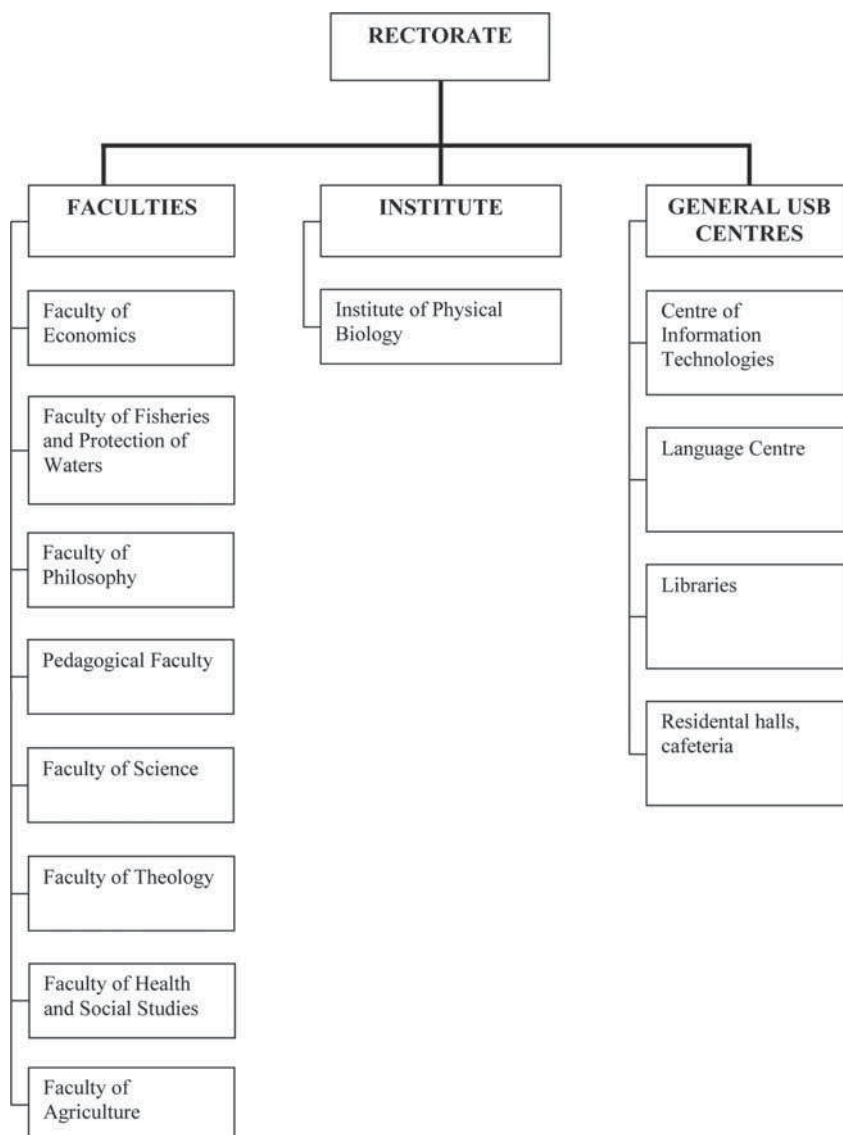 RECTORATE
FACULTIES
Faculty of
Economics
Faculty of Fisheries
and Protection of
Waters
Faculty of
Philosophy
Pedagogical Faculty
Faculty of Science
Faculty of Theology
Faculty of Health
and Social Studies
Faculty of
Agriculture
INSTITUTE
Institute of Physical
Biology
GENERAL USB
CENTRES
Centre of
Information
Technologies
Language Centre
Libraries
Residental halls,
cafeteria